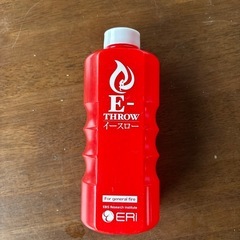 E-
THROW
イースロー
For general fire
ERI